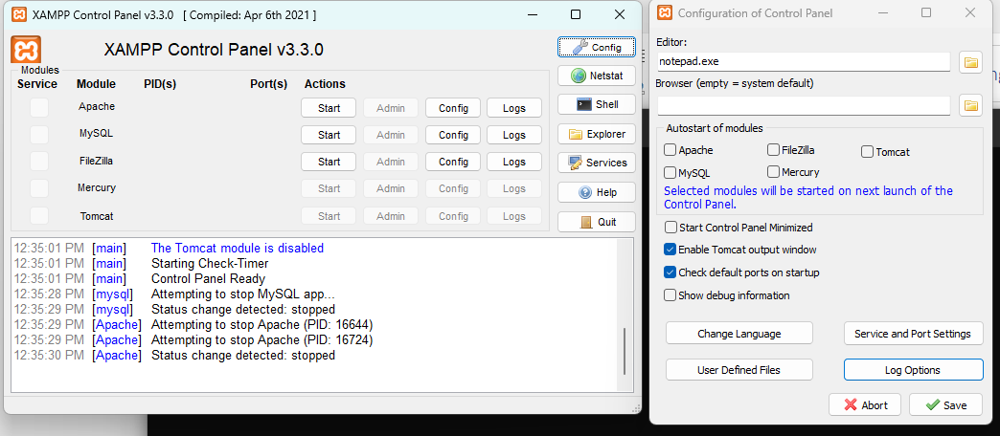 XAMPP Control Panel v3.3.0 [ Compiled: Apr 6th 2021 ]
XAMPP Control Panel v3.3.0
Config
Modules
Service Module PID(s) Port(s) Actions
Netstat
Apache Start Admin Config Logs
Shell
MySQL Start Admin Config Logs
Explorer
FileZilla Start Admin Config Logs
Services
Mercury Start Admin Config Logs
Help
Tomcat Start Admin Config Logs
Quit
12:35:01 PM [main] The Tomcat module is disabled
12:35:01 PM [main] Starting Check-Timer
12:35:01 PM [main] Control Panel Ready
12:35:28 PM [mysql] Attempting to stop MySQL app...
12:35:29 PM [mysql] Status change detected: stopped
12:35:29 PM [Apache] Attempting to stop Apache (PID: 16644)
12:35:29 PM [Apache] Attempting to stop Apache (PID: 16724)
12:35:30 PM [Apache] Status change detected: stopped
Configuration of Control Panel
Editor:
notepad.exe
Browser (empty = system default)
Autostart of modules
Apache FileZilla Tomcat
MySQL Mercury
Selected modules will be started on next launch of the
Control Panel.
Start Control Panel Minimized
Enable Tomcat output window
Check default ports on startup
Show debug information
Change Language Service and Port Settings
User Defined Files Log Options
Abort Save